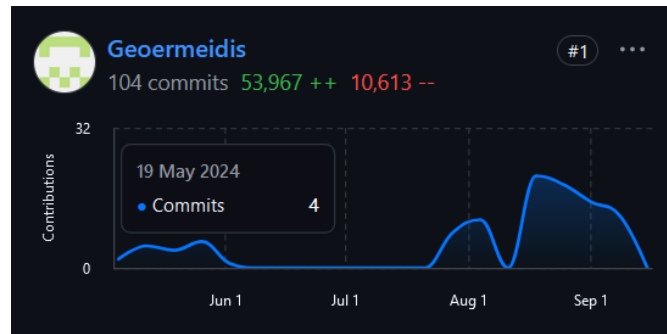 Geoermeidis
#1
104 commits 53,967 ++ 10,613 --
32
Contributions
19 May 2024
Commits 4
0
Jun 1 Jul 1 Aug 1 Sep 1